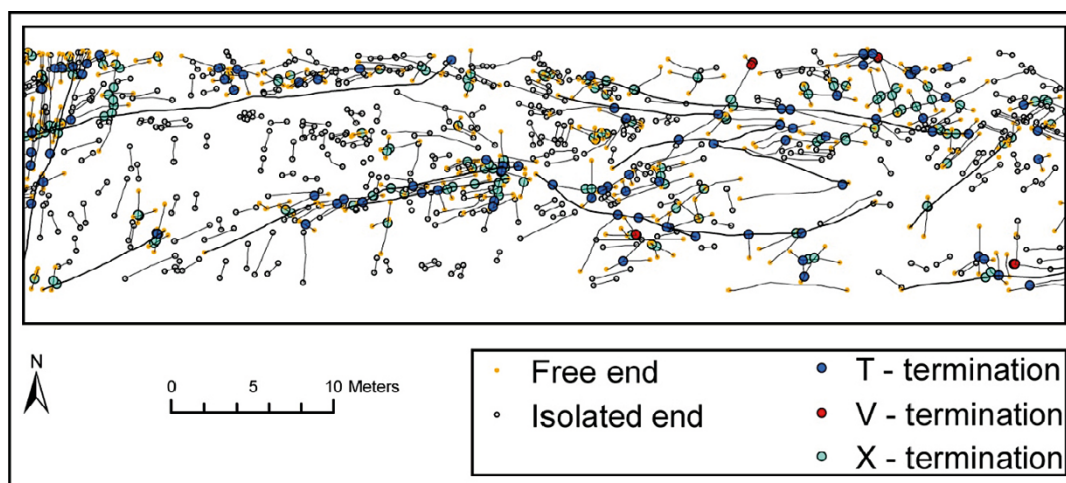 N
0 5 10 Meters
Free end
Isolated end
T - termination
V - termination
X - termination